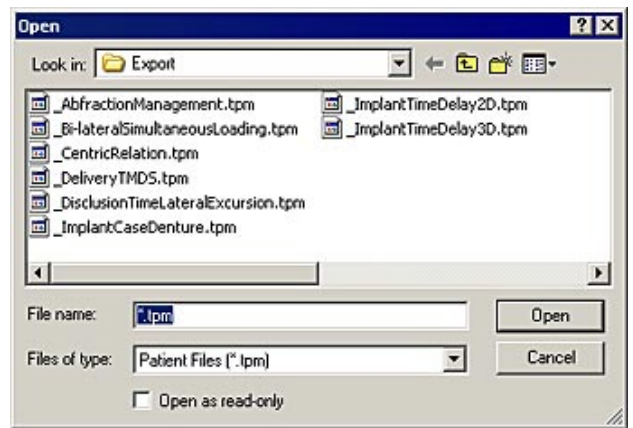 Open
Look in: Export
_AbfractionManagement.tpm
_Bi-lateralSimultaneousLoading.tpm
_CentricRelation.tpm
_DeliveryTMDS.tpm
_DisclusionTimeLateralExcursion.tpm
_ImplantCaseDenture.tpm
_ImplantTimeDelay2D.tpm
_ImplantTimeDelay3D.tpm
File name: *.tpm Open
Files of type: Patient Files (*.tpm) Cancel
Open as read-only